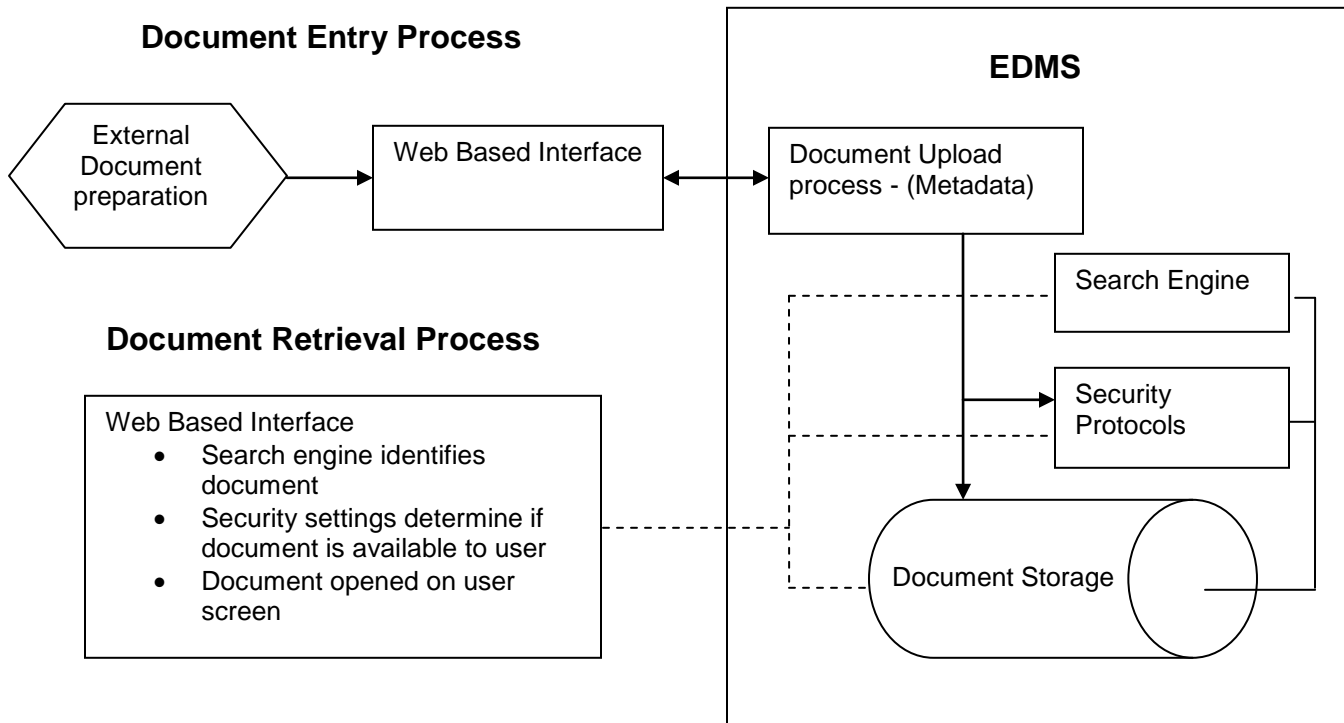 Document Entry Process
EDMS
External
Document
preparation
Web Based Interface
Document Upload
process - (Metadata)
Search Engine
Document Retrieval Process
Security
Protocols
Web Based Interface
• Search engine identifies
document
• Security settings determine if
document is available to user
• Document opened on user
screen
Document Storage